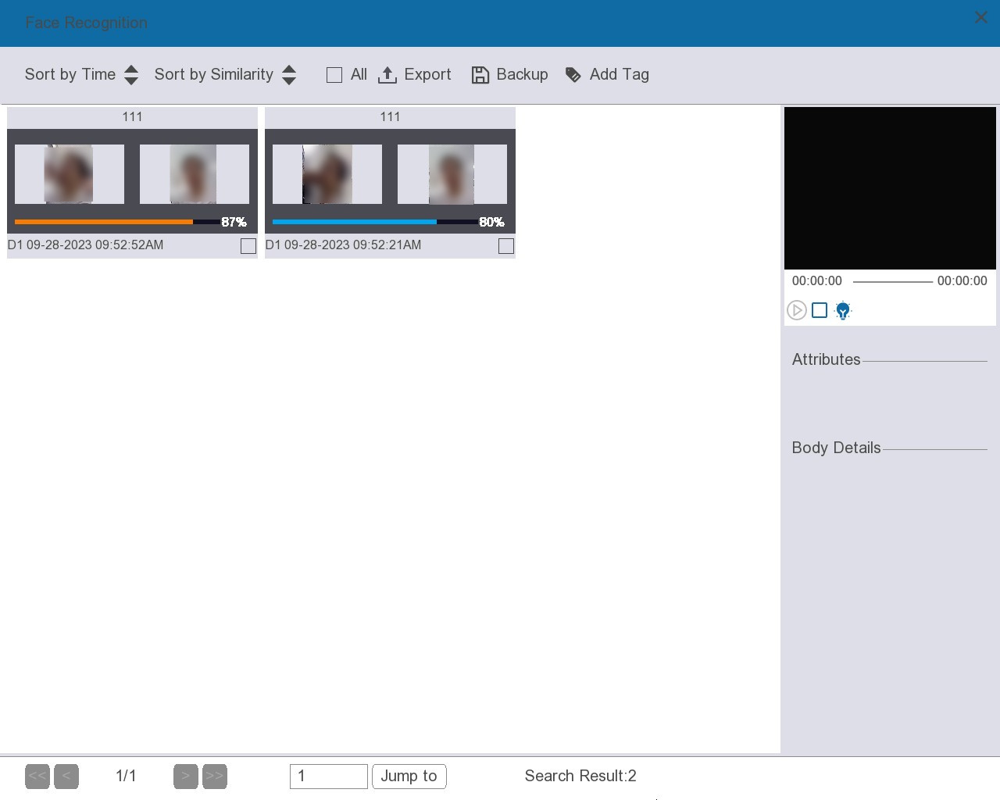 Face Recognition
Sort by Time Sort by Similarity All Export Backup Add Tag
111 111
87% 80%
D1 09-28-2023 09:52:52AM D1 09-28-2023 09:52:21AM
00:00:00 00:00:00
Attributes
Body Details
<< < 1/1 > >> 1 Jump to Search Result:2